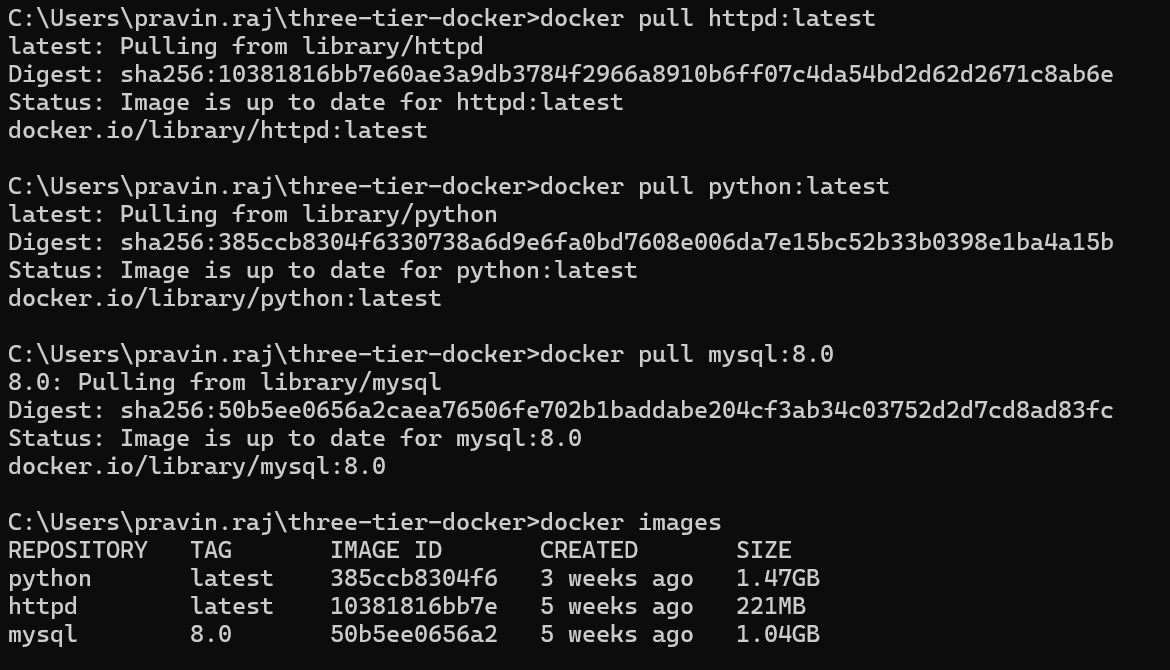 C:\Users\pravin.raj\three-tier-docker>docker pull httpd:latest
latest: Pulling from library/httpd
Digest: sha256:10381816bb7e60ae3a9db3784f2966a8910b6ff07c4da54bd2d62d2671c8ab6e
Status: Image is up to date for httpd:latest
docker.io/library/httpd:latest
C:\Users\pravin.raj\three-tier-docker>docker pull python:latest
latest: Pulling from library/python
Digest: sha256:385ccb8304f6330738a6d9e6fa0bd7608e006da7e15bc52b33b0398e1ba4a15b
Status: Image is up to date for python:latest
docker.io/library/python:latest
C:\Users\pravin.raj\three-tier-docker>docker pull mysql:8.0
8.0: Pulling from library/mysql
Digest: sha256:50b5ee0656a2caea76506fe702b1baddabe204cf3ab34c03752d2d7cd8ad83fc
Status: Image is up to date for mysql:8.0
docker.io/library/mysql:8.0
C:\Users\pravin.raj\three-tier-docker>docker images
REPOSITORY   TAG       IMAGE ID       CREATED       SIZE
python       latest    385ccb8304f6   3 weeks ago   1.47GB
httpd        latest    10381816bb7e   5 weeks ago   221MB
mysql        8.0       50b5ee0656a2   5 weeks ago   1.04GB